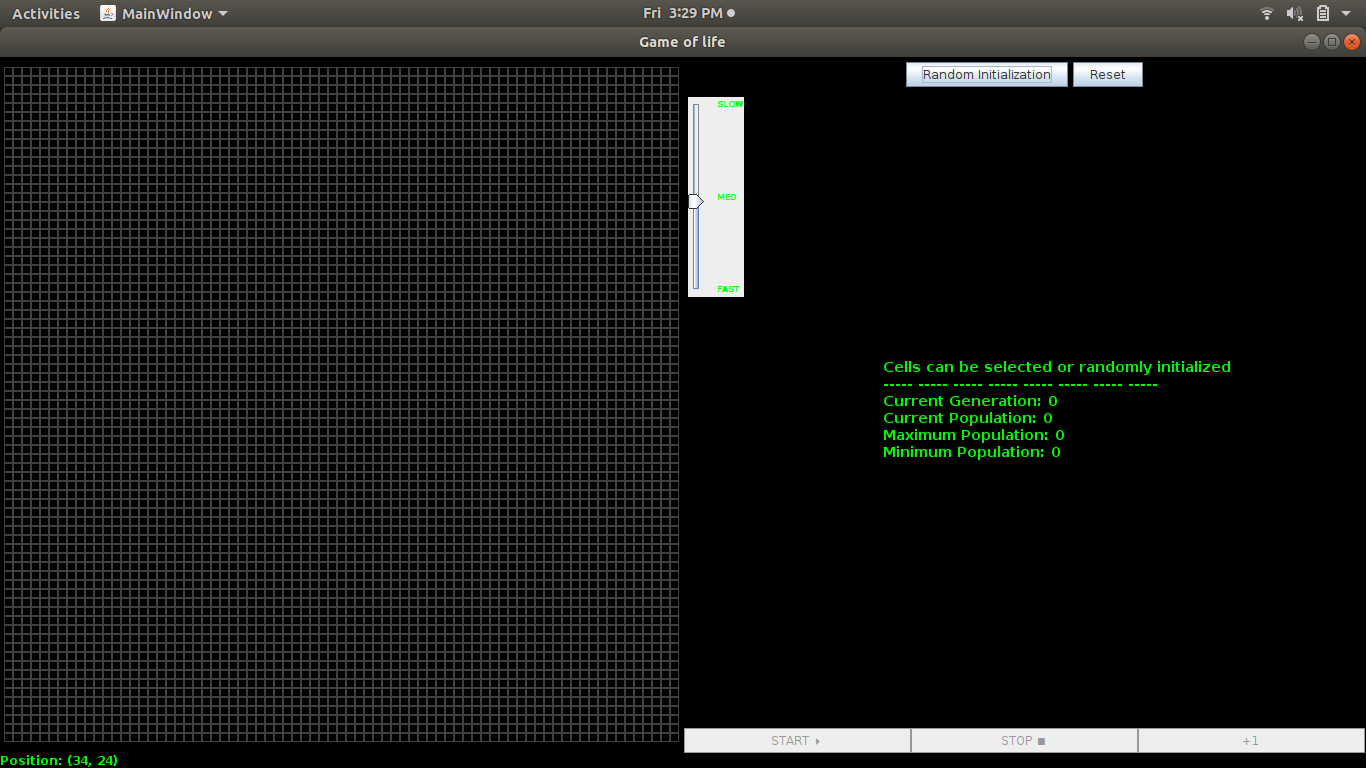 Activities MainWindow Fri 3:29 PM
Game of life
Random Initialization Reset
SLOW
MED
FAST
Cells can be selected or randomly initialized
----- ----- ----- ----- ----- ----- ----- -----
Current Generation: 0
Current Population: 0
Maximum Population: 0
Minimum Population: 0
START STOP +1
Position: (34, 24)